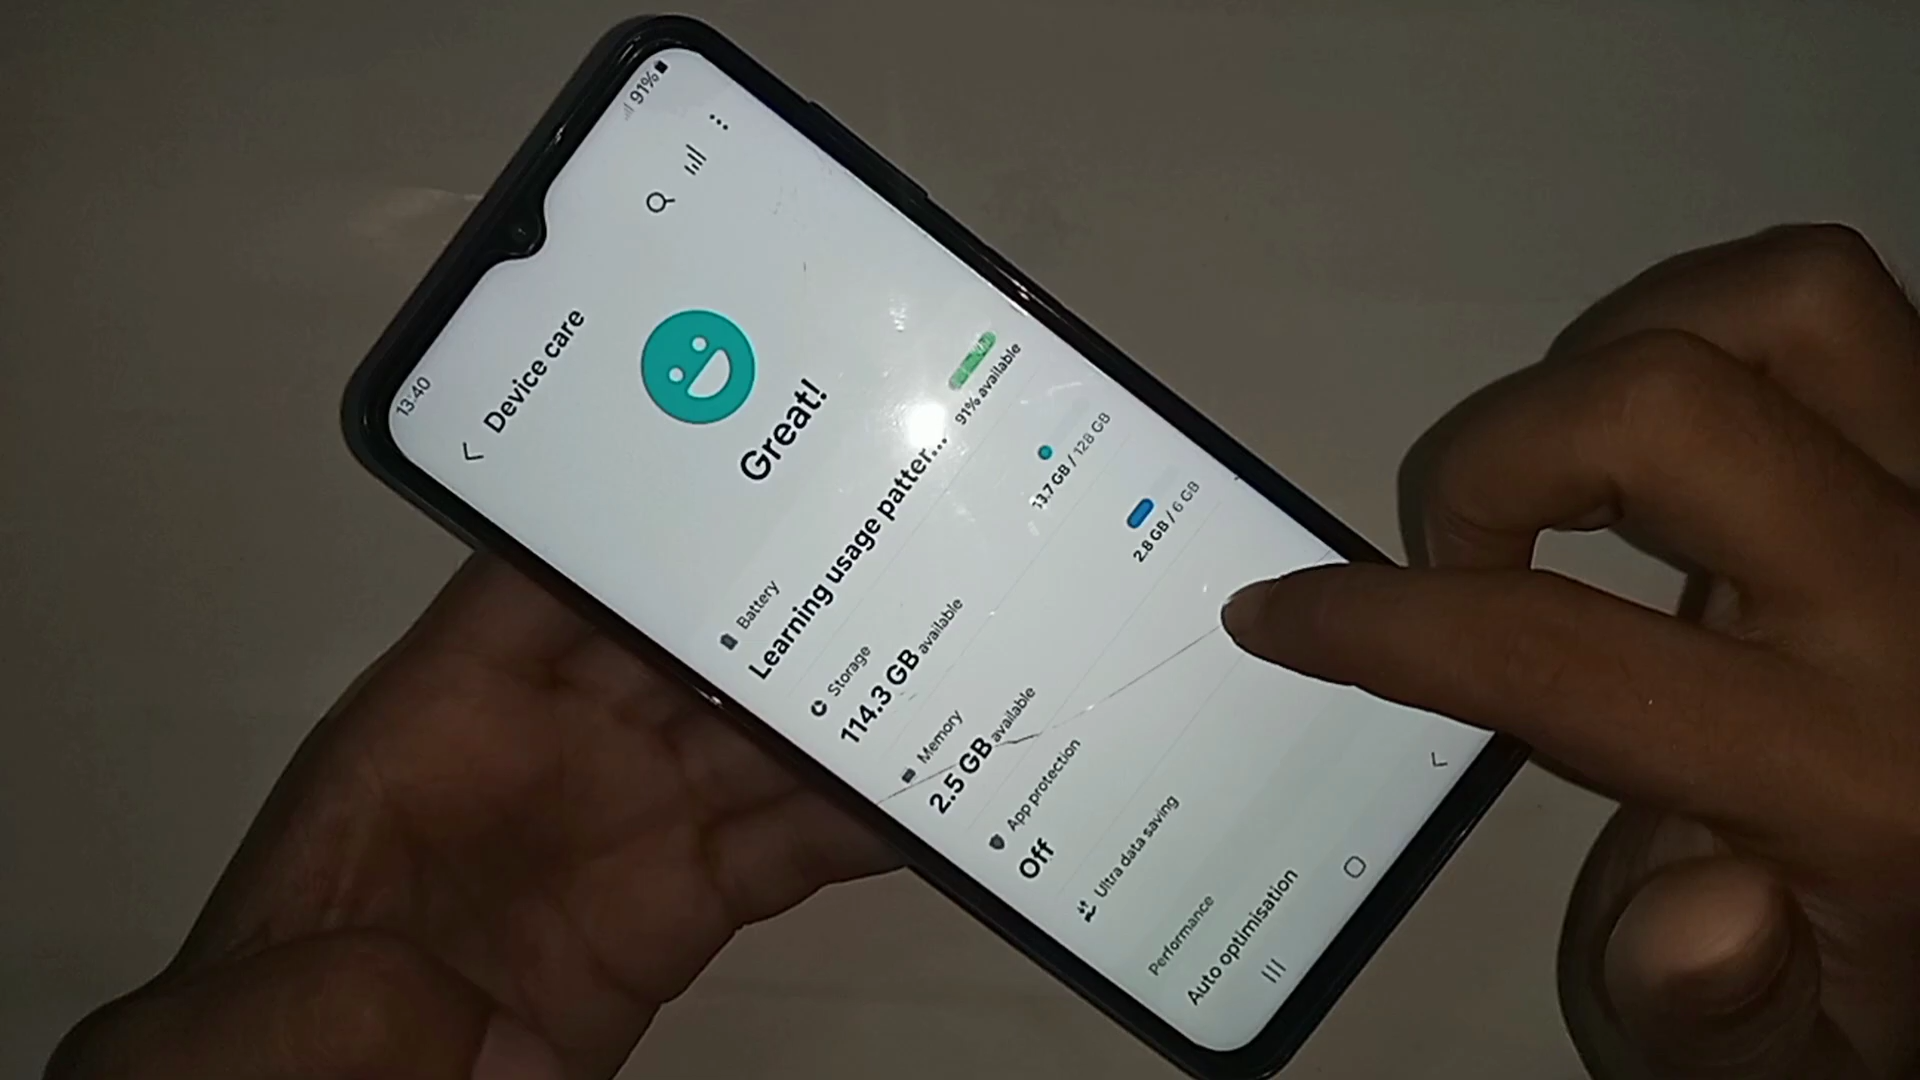 13:40
91%
Device care
Great!
Battery
Learning usage patter...
91% available
Storage
114.3 GB available
13.7 GB / 128 GB
Memory
2.5 GB available
2.8 GB / 6 GB
App protection
Off
Ultra data saving
Performance
Auto optimisation